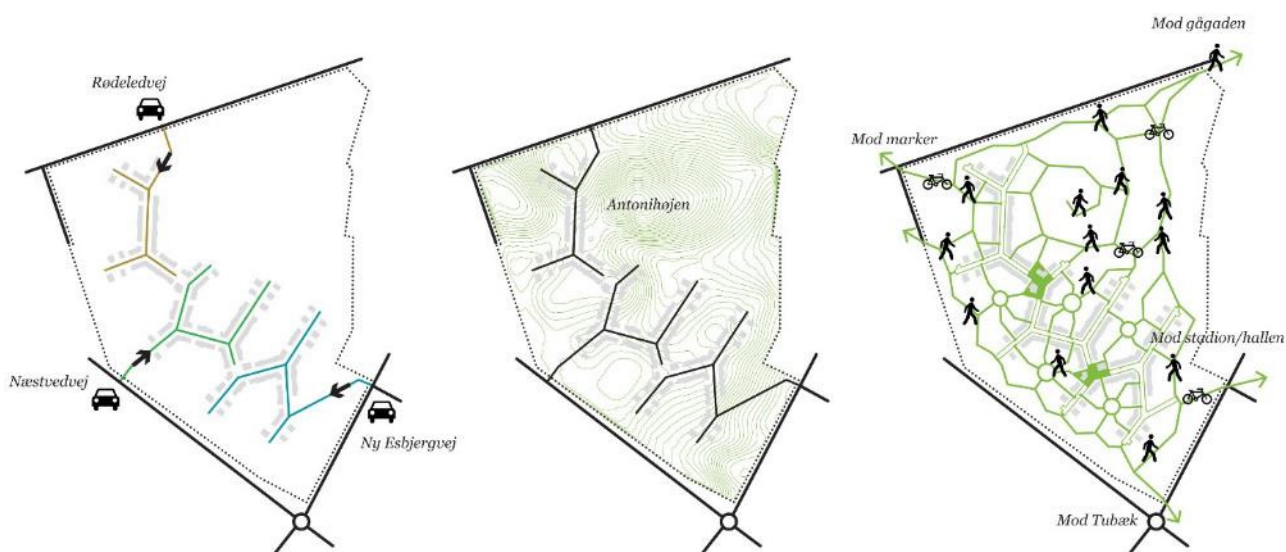 Rødeledvej
Næstvedvej
Ny Esbjergvej
Antonihøjen
Mod gågaden
Mod marker
Mod stadion/hallen
Mod Tubæk